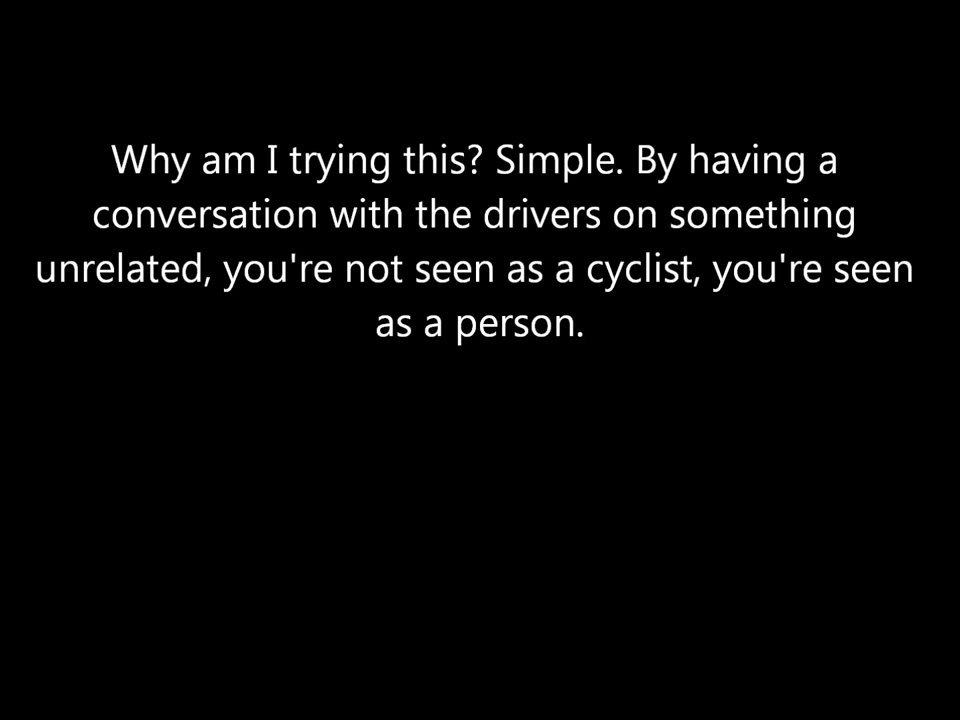 Why am I trying this? Simple. By having a
conversation with the drivers on something
unrelated, you're not seen as a cyclist, you're seen
as a person.